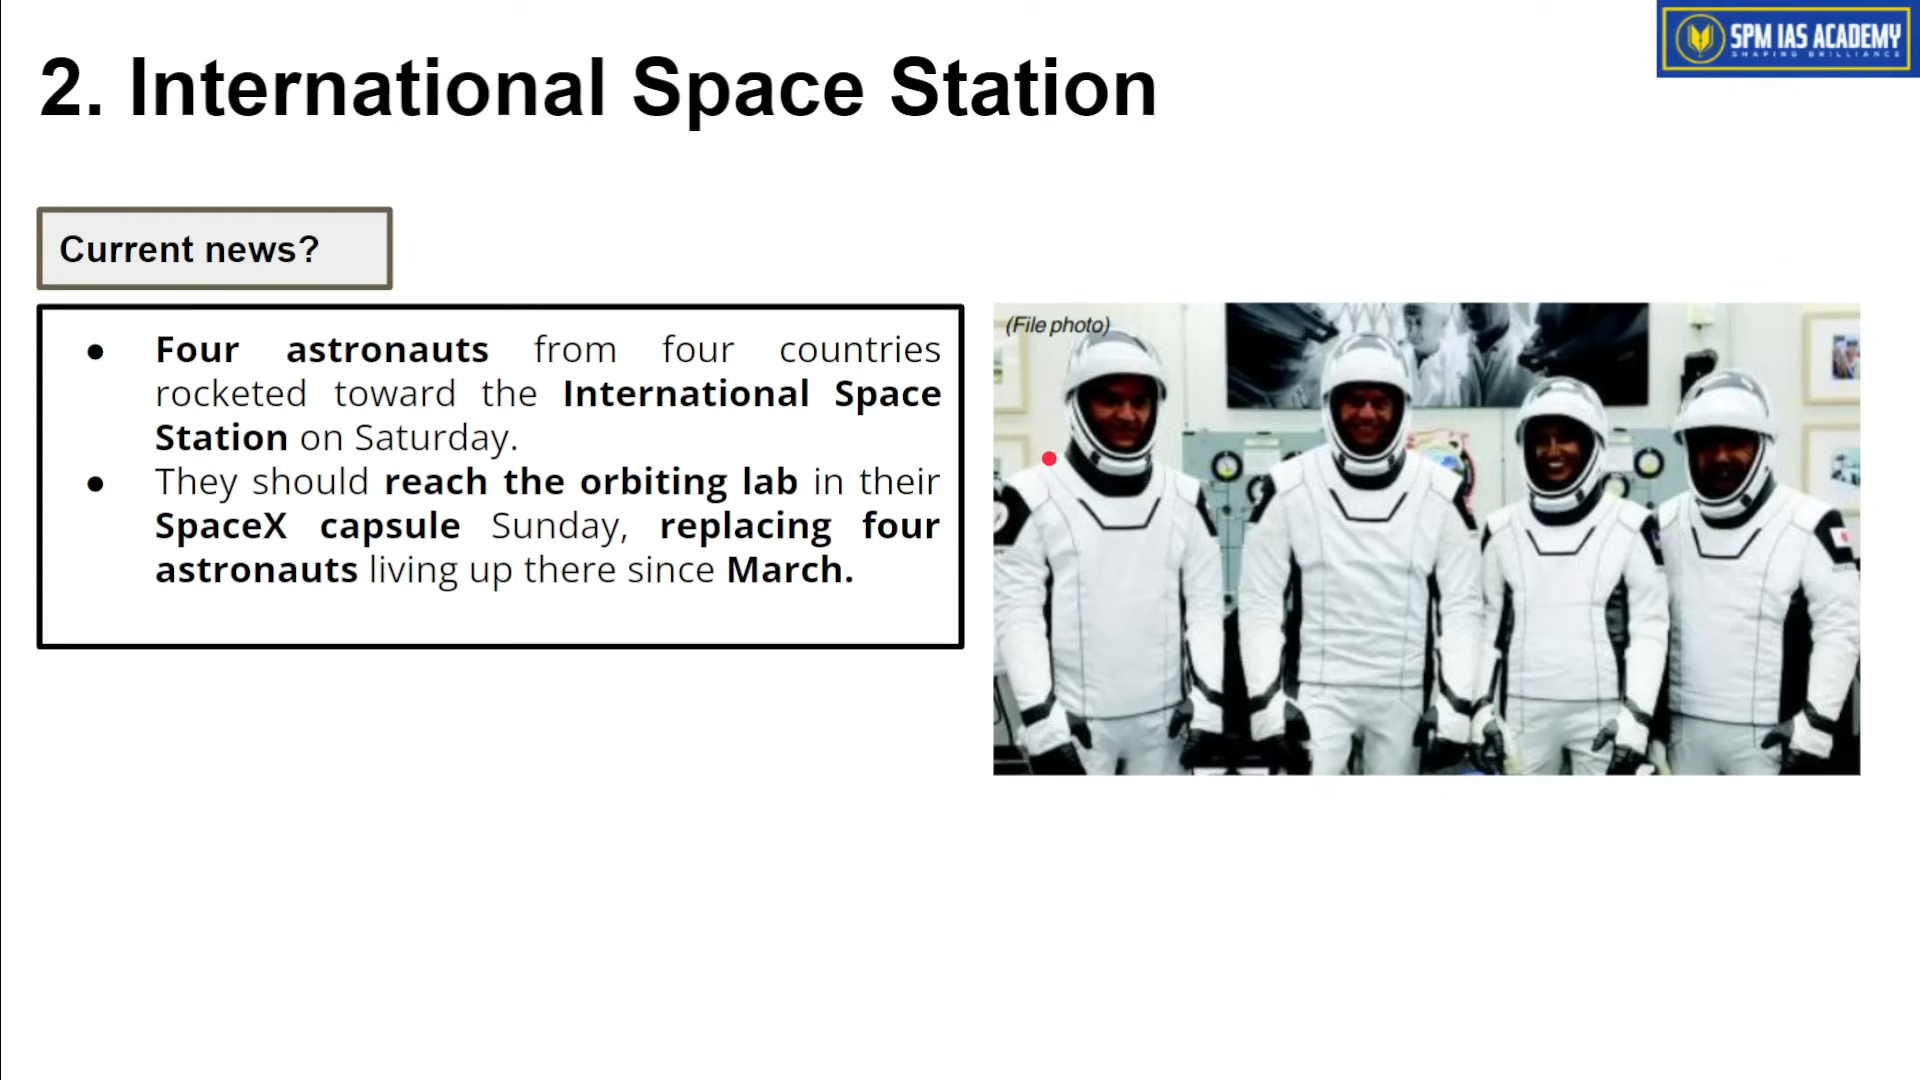 SPM IAS ACADEMY
SHAPING BRILLIANCE
2. International Space Station
Current news?
● Four astronauts from four countries
rocketed toward the International Space
Station on Saturday.
● They should reach the orbiting lab in their
SpaceX capsule Sunday, replacing four
astronauts living up there since March.
(File photo)